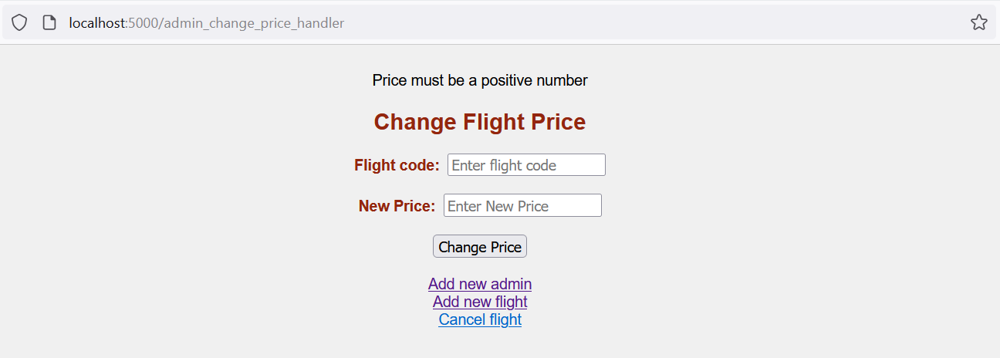 localhost:5000/admin_change_price_handler
Price must be a positive number
Change Flight Price
Flight code: Enter flight code
New Price: Enter New Price
Change Price
Add new admin
Add new flight
Cancel flight